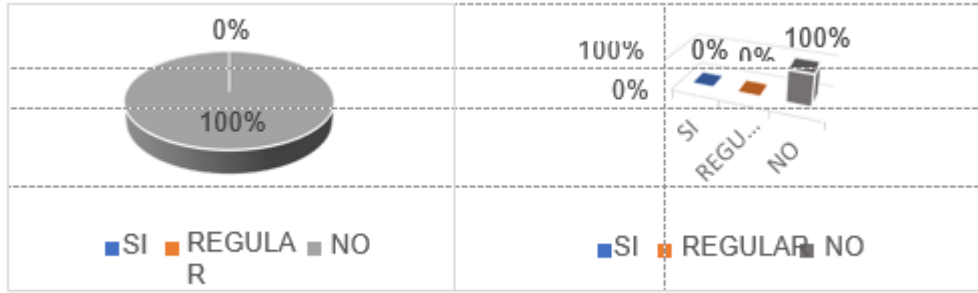 0%
100%
SI REGULA
R
NO
100% 0% 0% 100%
0%
SI
REGU...
NO
SI REGULAR NO